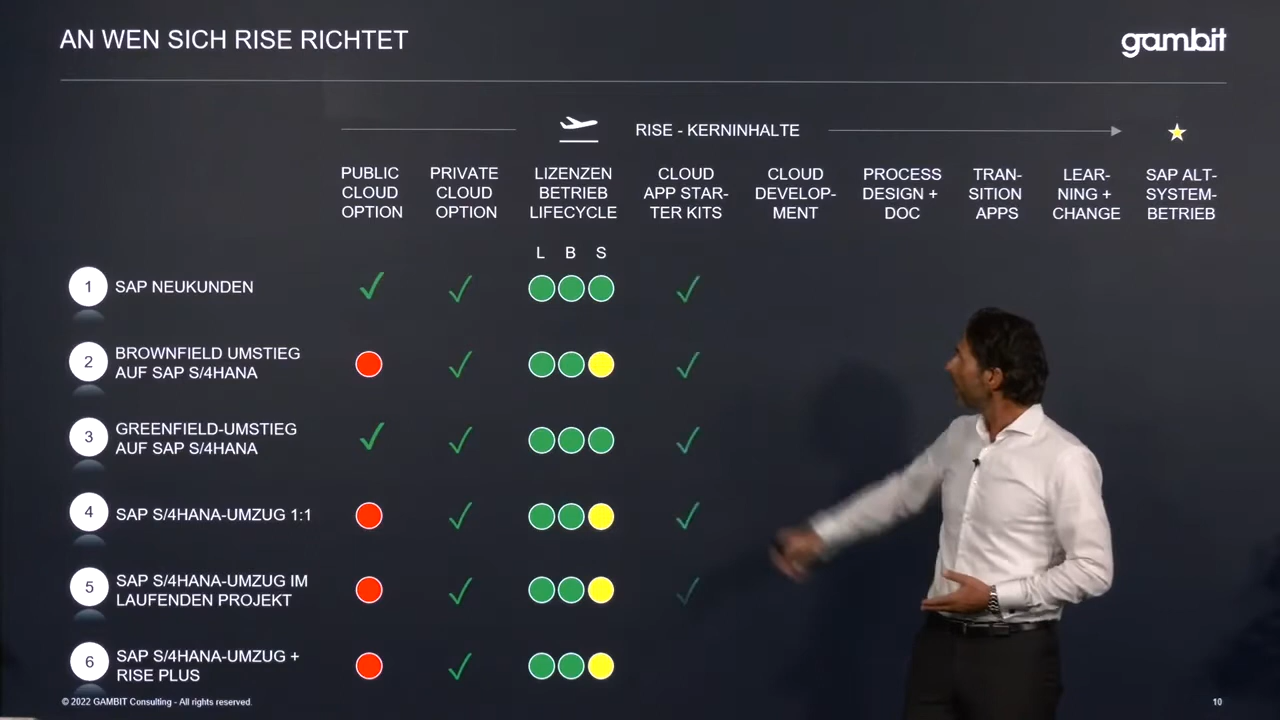 AN WEN SICH RISE RICHTET
gambit
RISE - KERNINHALTE
PUBLIC
CLOUD
OPTION
PRIVATE
CLOUD
OPTION
LIZENZEN
BETRIEB
LIFECYCLE
CLOUD
APP STAR-
TER KITS
CLOUD
DEVELOP-
MENT
PROCESS
DESIGN +
DOC
TRAN-
SITION
APPS
LEAR-
NING +
CHANGE
SAP ALT-
SYSTEM-
BETRIEB
L B S
1 SAP NEUKUNDEN
2 BROWNFIELD UMSTIEG
AUF SAP S/4HANA
3 GREENFIELD-UMSTIEG
AUF SAP S/4HANA
4 SAP S/4HANA-UMZUG 1:1
5 SAP S/4HANA-UMZUG IM
LAUFENDEN PROJEKT
6 SAP S/4HANA-UMZUG +
RISE PLUS
© 2022 GAMBIT Consulting - All rights reserved.
10